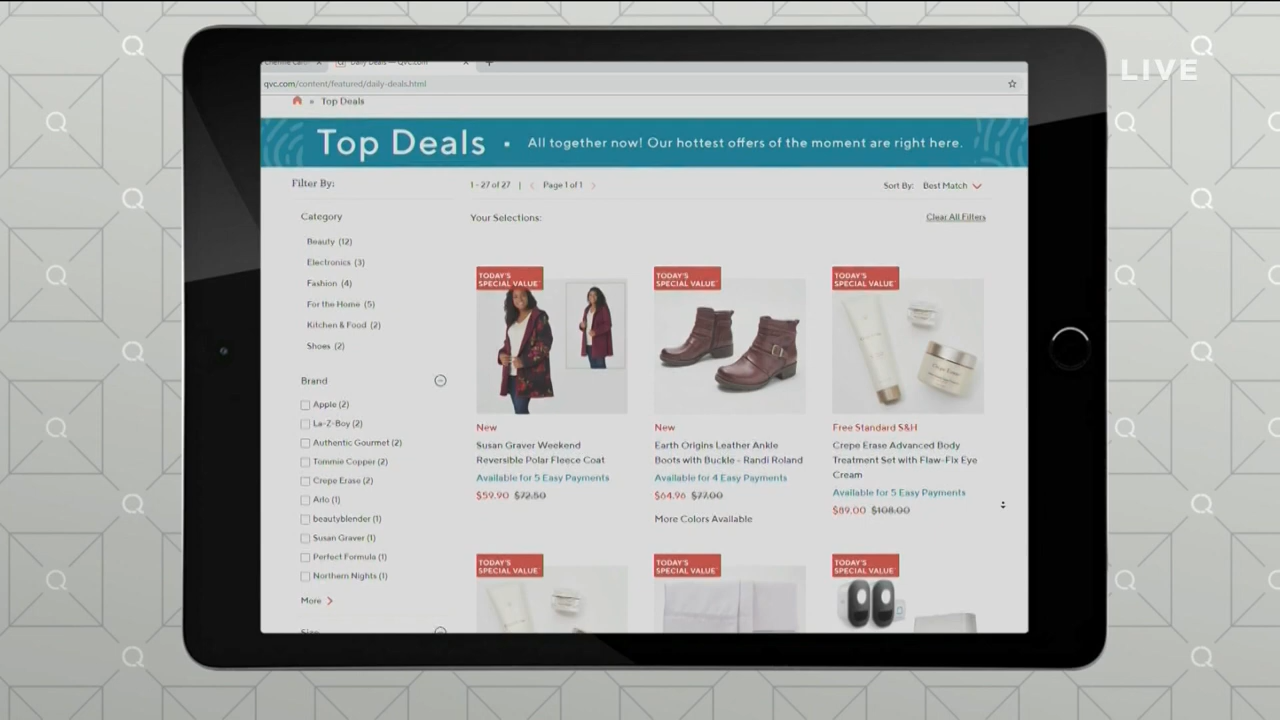 LIVE
Daily Deals — QVC.com
qvc.com/content/featured/daily-deals.html
» Top Deals
Top Deals • All together now! Our hottest offers of the moment are right here.
Filter By:
1 - 27 of 27 | < Page 1 of 1 >
Sort By: Best Match
Category
Your Selections:
Clear All Filters
Beauty (12)
Electronics (3)
Fashion (4)
For the Home (5)
Kitchen & Food (2)
Shoes (2)
Brand
Apple (2)
La-Z-Boy (2)
Authentic Gourmet (2)
Tommie Copper (2)
Crepe Erase (2)
Arlo (1)
beautyblender (1)
Susan Graver (1)
Perfect Formula (1)
Northern Nights (1)
More >
Size
TODAY'S
SPECIAL VALUE
New
Susan Graver Weekend
Reversible Polar Fleece Coat
Available for 5 Easy Payments
$59.90 $72.50
TODAY'S
SPECIAL VALUE
New
Earth Origins Leather Ankle
Boots with Buckle - Randi Roland
Available for 4 Easy Payments
$64.96 $77.00
More Colors Available
TODAY'S
SPECIAL VALUE
Crepe Erase
Free Standard S&H
Crepe Erase Advanced Body
Treatment Set with Flaw-Fix Eye
Cream
Available for 5 Easy Payments
$89.00 $108.00
TODAY'S
SPECIAL VALUE
TODAY'S
SPECIAL VALUE
TODAY'S
SPECIAL VALUE